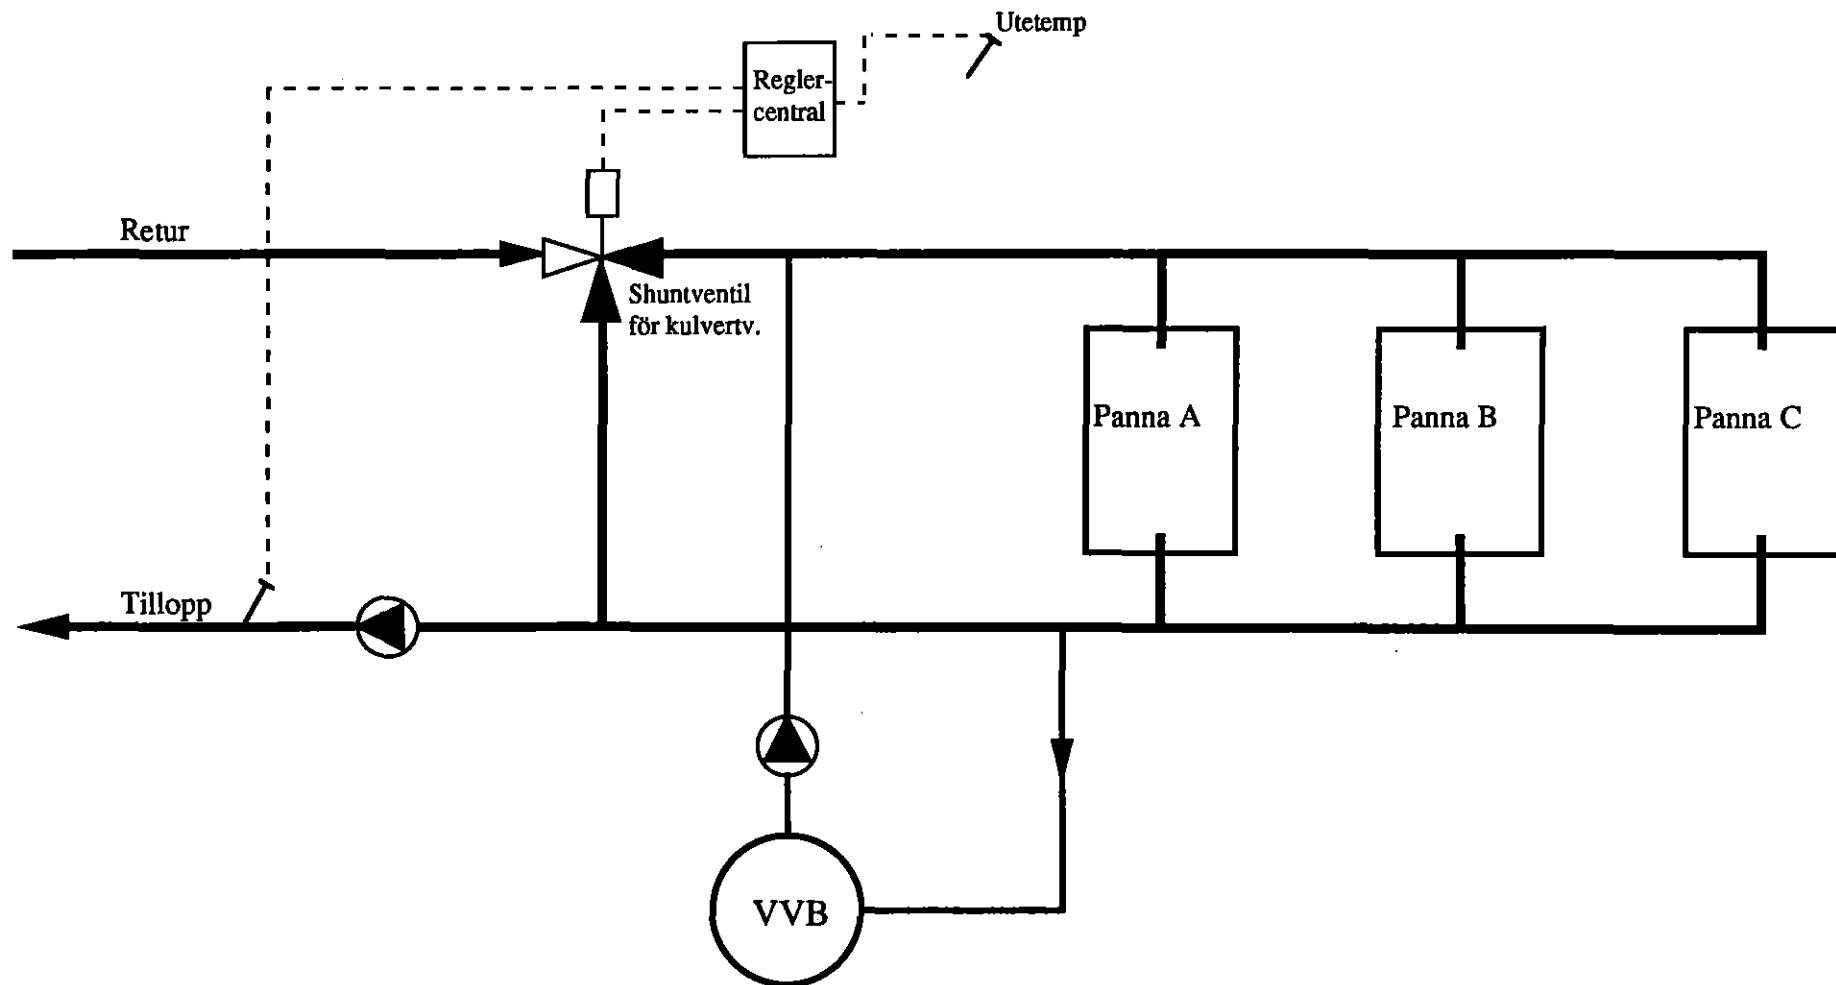 Utetemp
Regler-
central
Retur
Shuntventil
för kulvertv.
Panna A
Panna B
Panna C
Tillopp
VVB